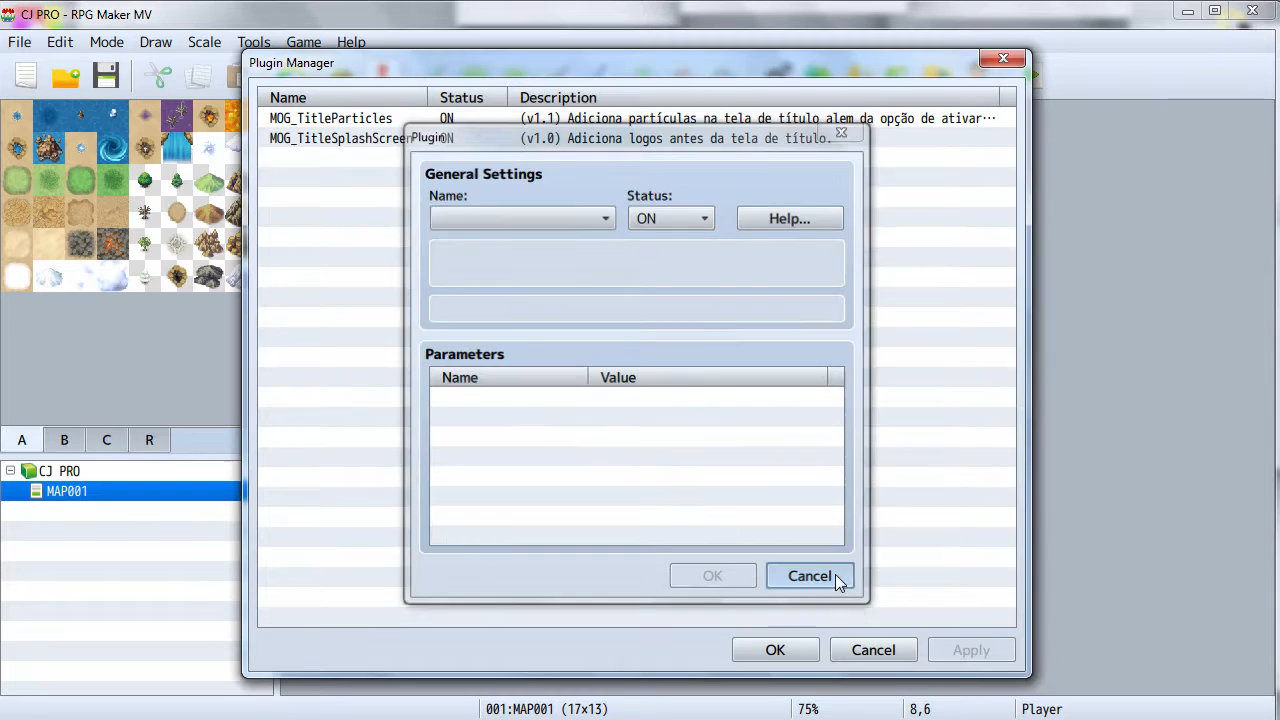 CJ PRO - RPG Maker MV
File Edit Mode Draw Scale Tools Game Help
Plugin Manager
Name Status Description
MOG_TitleParticles ON (v1.1) Adiciona partículas na tela de título alem da opção de ativar···
MOG_TitleSplashScreen ON (v1.0) Adiciona logos antes da tela de título.
Plugin
General Settings
Name: Status:
ON Help...
Parameters
Name Value
OK Cancel
A B C R
CJ PRO
MAP001
OK Cancel Apply
001:MAP001 (17x13) 75% 8,6 Player